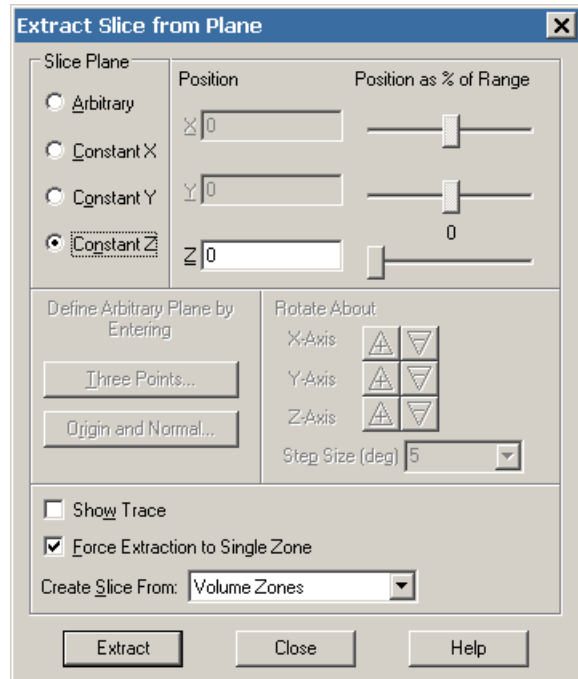 Extract Slice from Plane
Slice Plane
Arbitrary
Constant X
Constant Y
Constant Z
Position
Position as % of Range
X 0
Y 0
Z 0
0
Define Arbitrary Plane by
Entering
Three Points...
Origin and Normal...
Rotate About
X-Axis
Y-Axis
Z-Axis
Step Size (deg) 5
Show Trace
Force Extraction to Single Zone
Create Slice From: Volume Zones
Extract
Close
Help